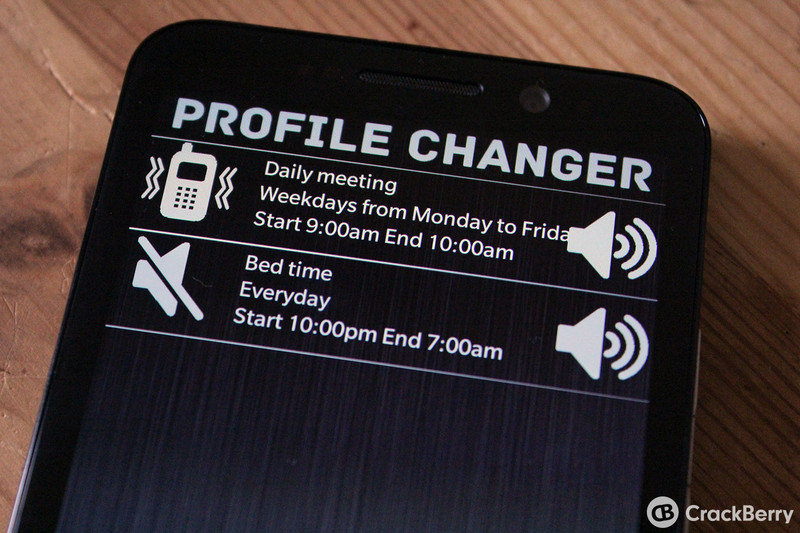 PROFILE CHANGER
Daily meeting
Weekdays from Monday to Frida
Start 9:00am End 10:00am
Bed time
Everyday
Start 10:00pm End 7:00am
CrackBerry